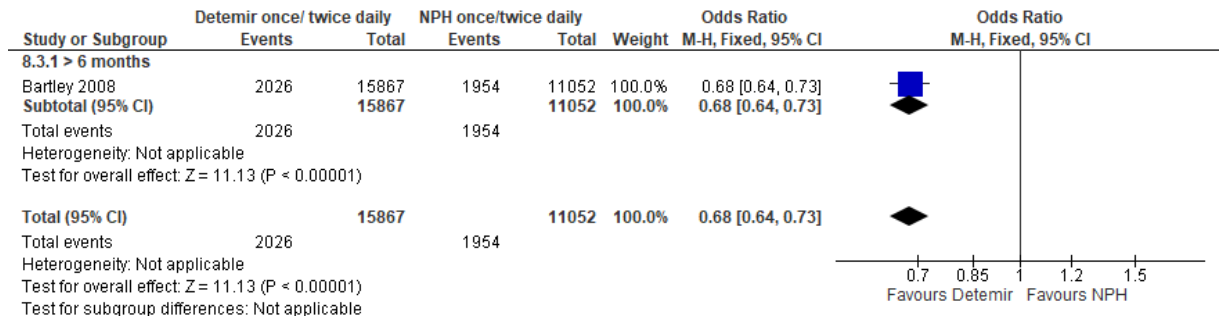 Detemir once/ twice daily NPH once/twice daily Odds Ratio Odds Ratio
Study or Subgroup Events Total Events Total Weight M-H, Fixed, 95% CI M-H, Fixed, 95% CI
8.3.1 > 6 months
Bartley 2008 2026 15867 1954 11052 100.0% 0.68 [0.64, 0.73]
Subtotal (95% CI) 15867 11052 100.0% 0.68 [0.64, 0.73]
Total events 2026 1954
Heterogeneity: Not applicable
Test for overall effect: Z = 11.13 (P < 0.00001)
Total (95% CI) 15867 11052 100.0% 0.68 [0.64, 0.73]
Total events 2026 1954
Heterogeneity: Not applicable
Test for overall effect: Z = 11.13 (P < 0.00001)
Test for subgroup differences: Not applicable
0.7 0.85 1 1.2 1.5
Favours Detemir Favours NPH